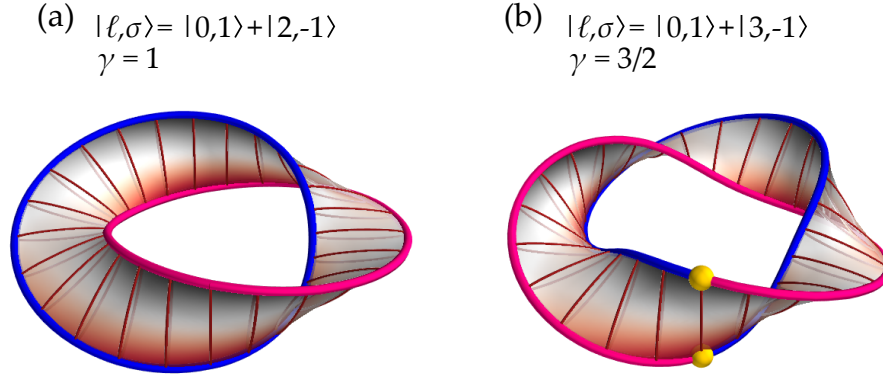 (a) |ℓ,σ⟩= |0,1⟩+|2,-1⟩
γ = 1
(b) |ℓ,σ⟩= |0,1⟩+|3,-1⟩
γ = 3/2